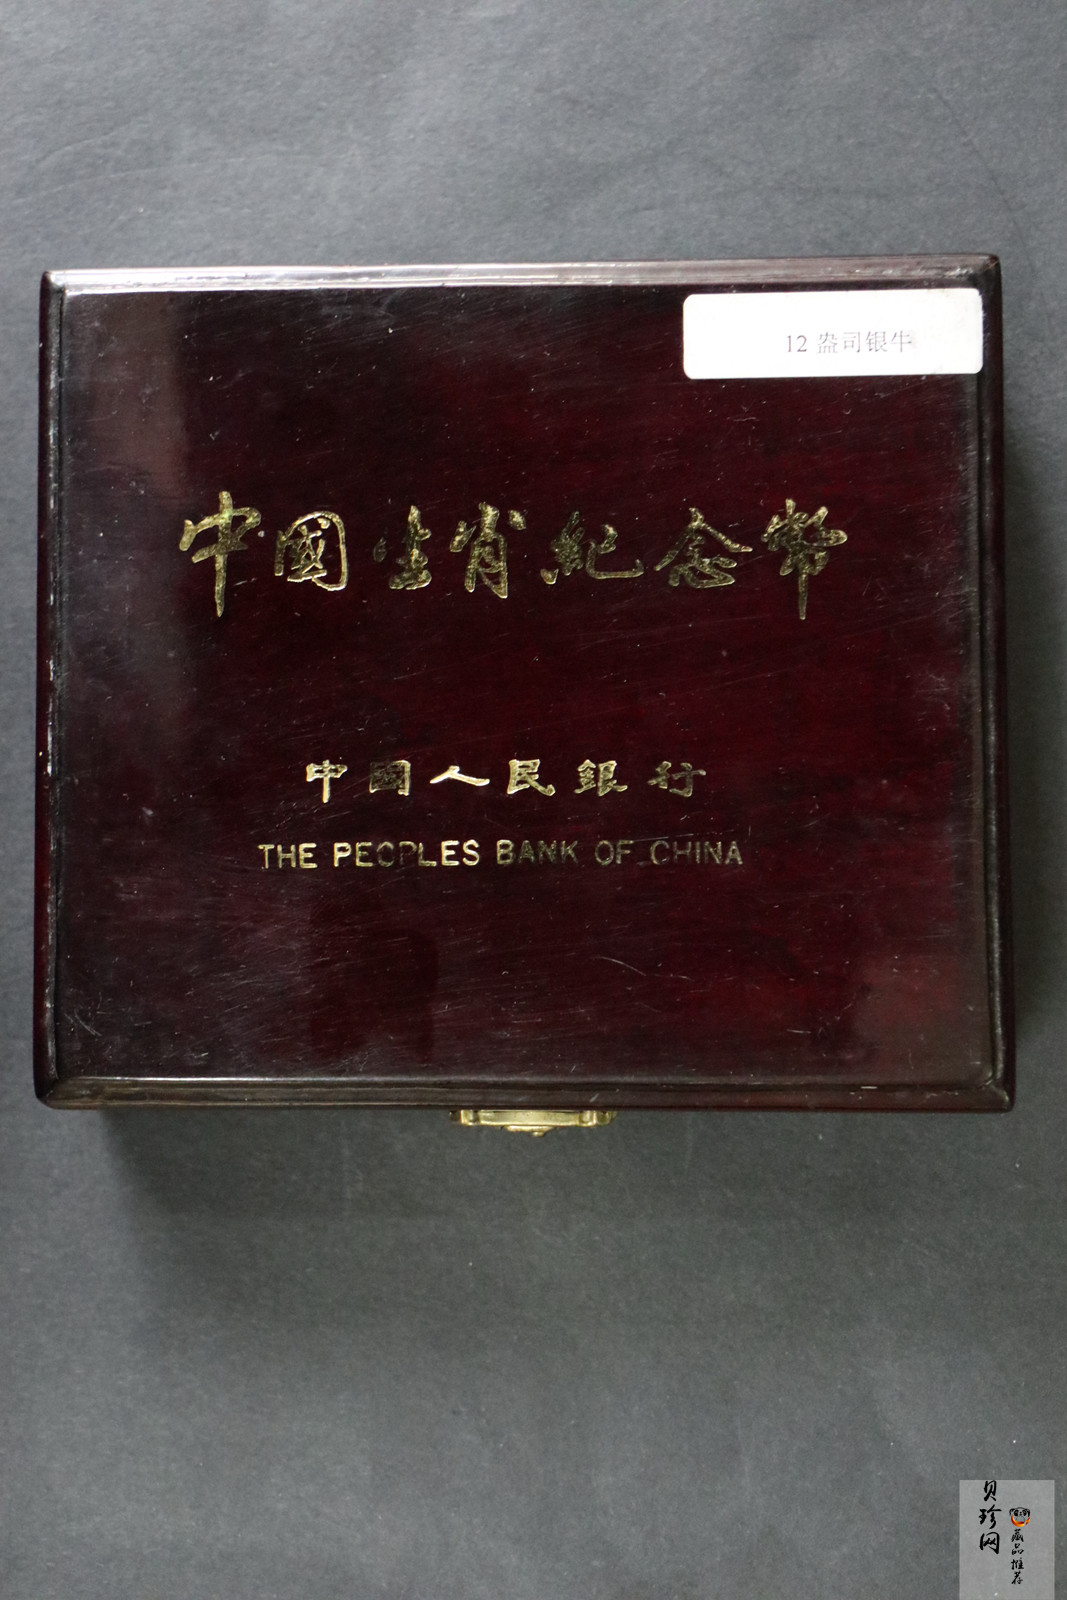 12 盎司银牛
中國生肖紀念幣
中國人民銀行
THE PEOPLES BANK OF CHINA
贝珍网
藏品推荐